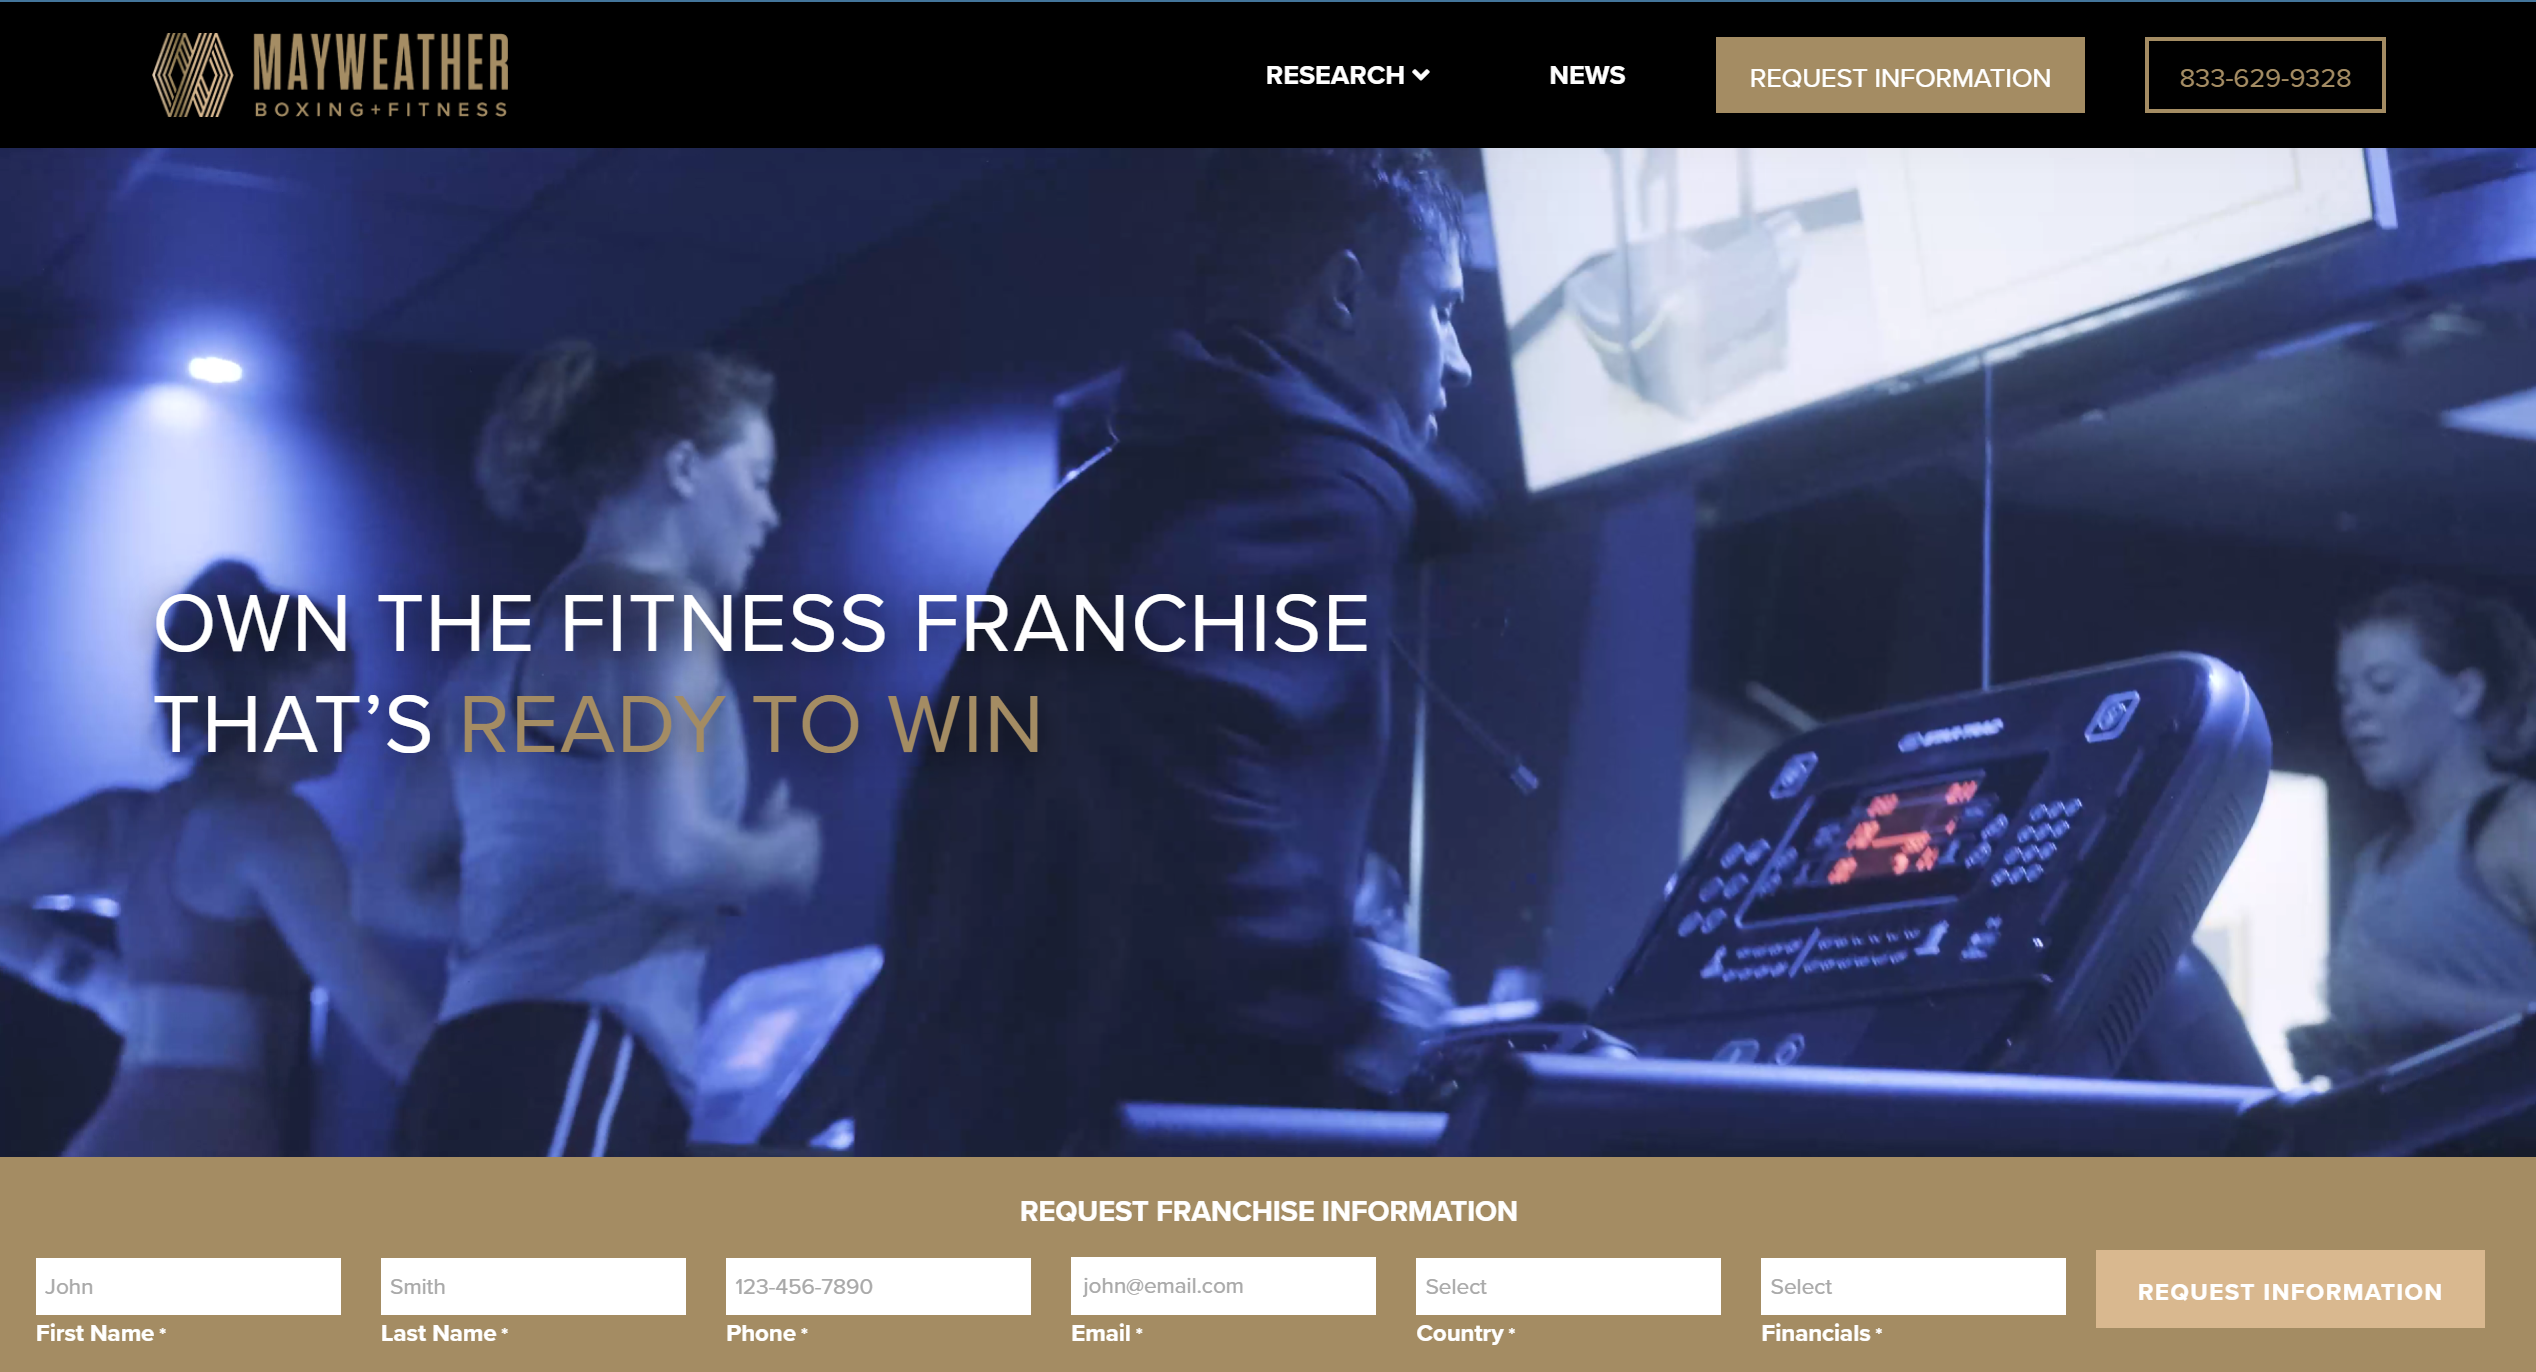 MAYWEATHER
BOXING+FITNESS
RESEARCH
NEWS
REQUEST INFORMATION
833-629-9328
OWN THE FITNESS FRANCHISE
THAT’S READY TO WIN
REQUEST FRANCHISE INFORMATION
John
Smith
123-456-7890
john@email.com
Select
Select
REQUEST INFORMATION
First Name *
Last Name *
Phone *
Email *
Country *
Financials *